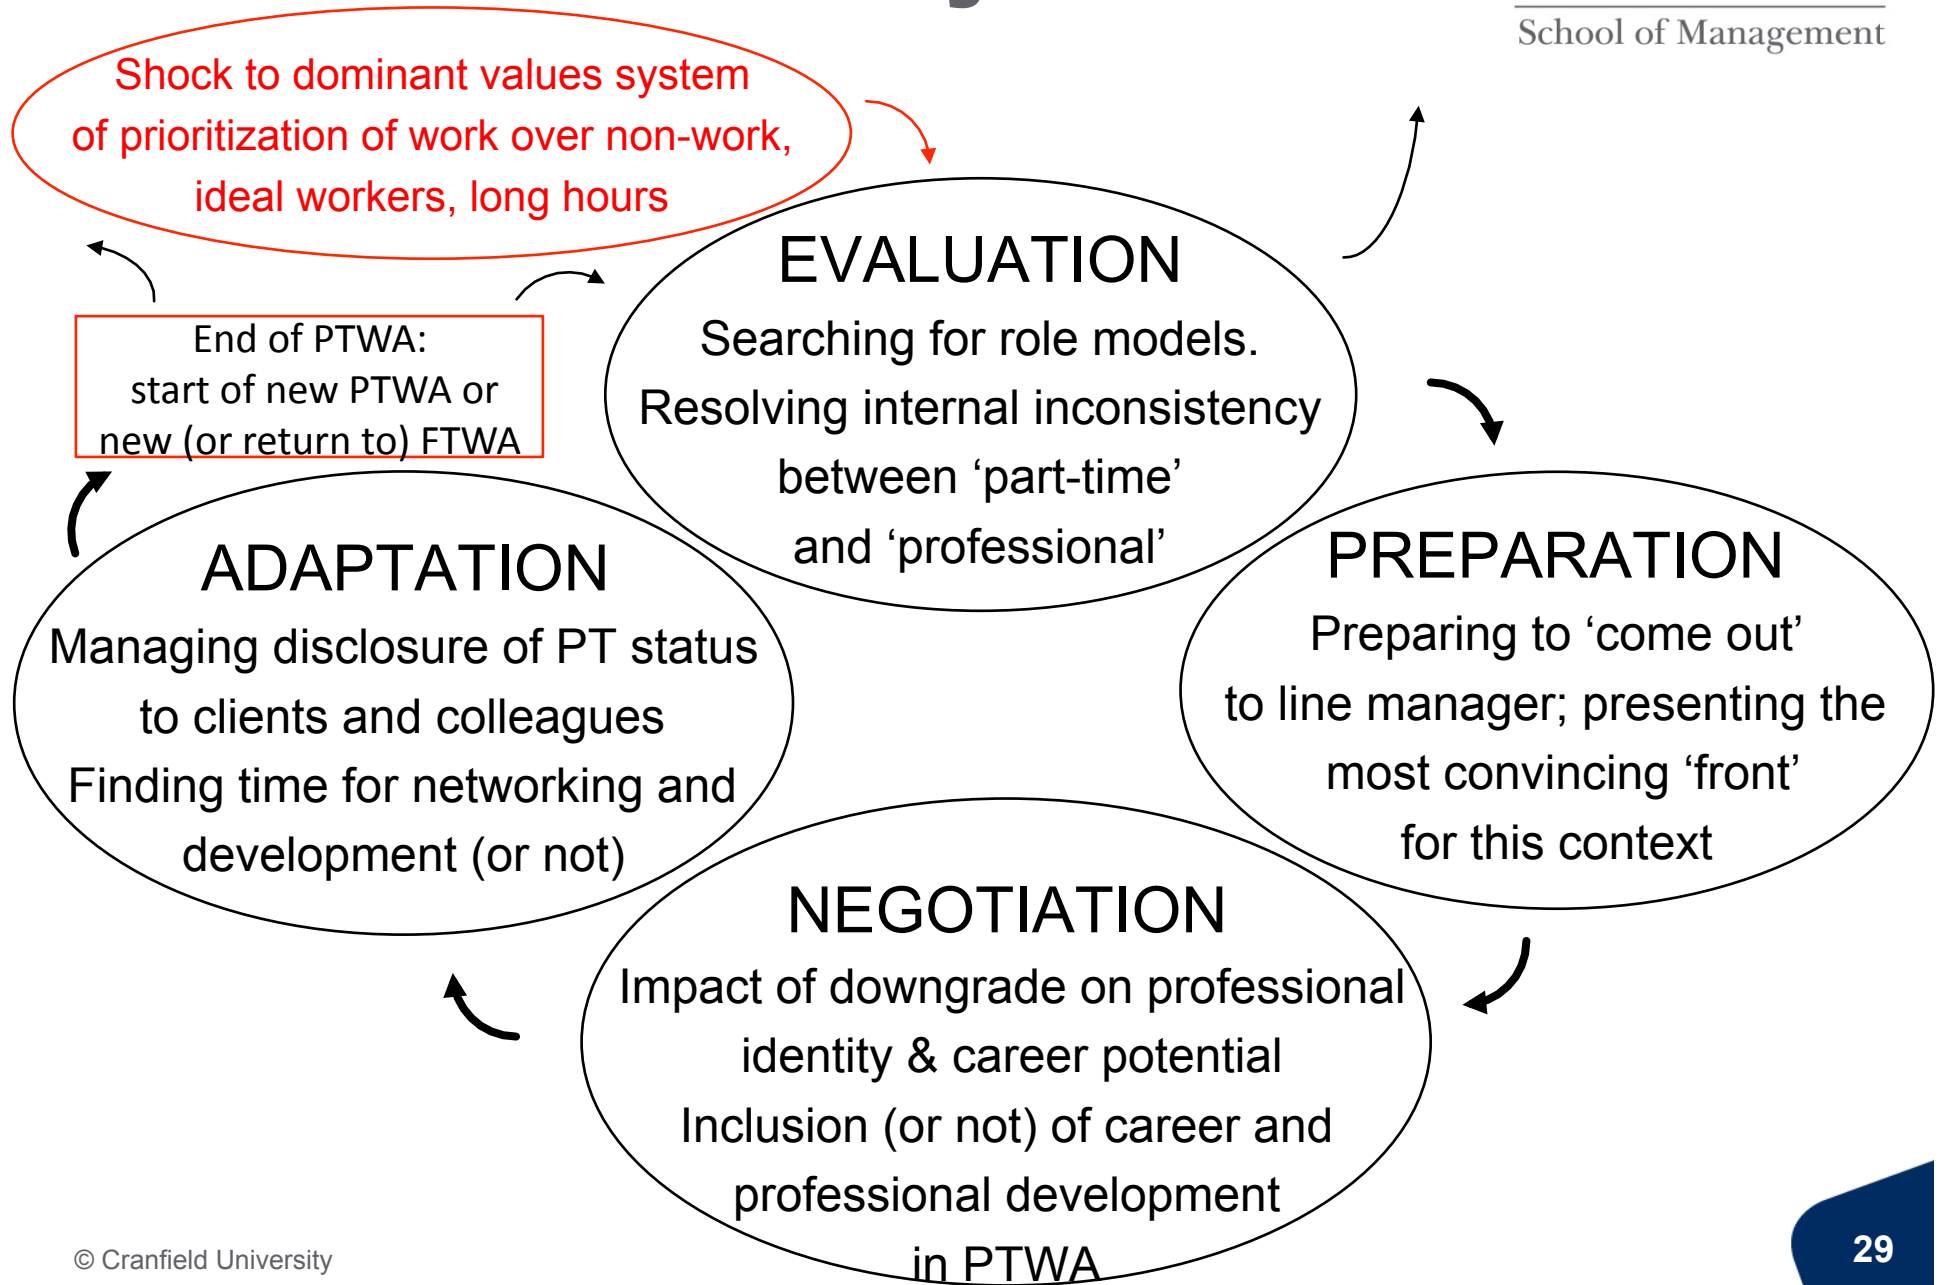 School of Management
Shock to dominant values system
of prioritization of work over non-work,
ideal workers, long hours
EVALUATION
Searching for role models.
Resolving internal inconsistency
between ‘part-time’
and ‘professional’
End of PTWA:
start of new PTWA or
new (or return to) FTWA
ADAPTATION
Managing disclosure of PT status
to clients and colleagues
Finding time for networking and
development (or not)
PREPARATION
Preparing to ‘come out’
to line manager; presenting the
most convincing ‘front’
for this context
NEGOTIATION
Impact of downgrade on professional
identity & career potential
Inclusion (or not) of career and
professional development
in PTWA
© Cranfield University
29